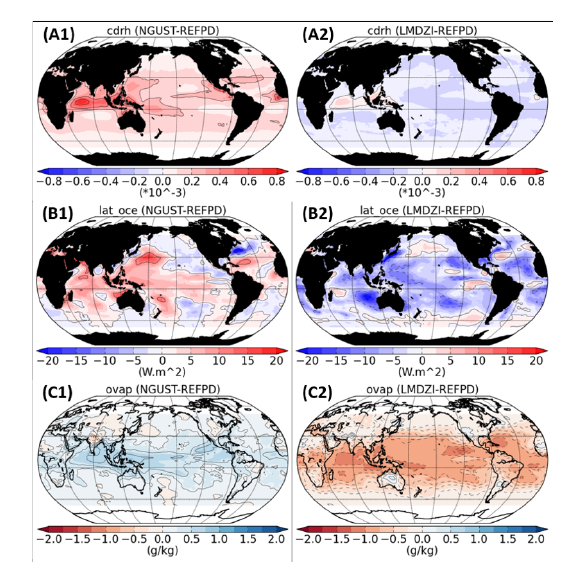 (A1) cdrh (NGUST-REFPD)
(A2) cdrh (LMDZI-REFPD)
−0.8 −0.6 −0.4 −0.2 0.0 0.2 0.4 0.6 0.8
(*10^-3)
−0.8 −0.6 −0.4 −0.2 0.0 0.2 0.4 0.6 0.8
(*10^-3)
(B1) lat_oce (NGUST-REFPD)
(B2) lat_oce (LMDZI-REFPD)
−20 −15 −10 −5 0 5 10 15 20
(W.m^2)
−20 −15 −10 −5 0 5 10 15 20
(W.m^2)
(C1) ovap (NGUST-REFPD)
(C2) ovap (LMDZI-REFPD)
−2.0 −1.5 −1.0 −0.5 0.0 0.5 1.0 1.5 2.0
(g/kg)
−2.0 −1.5 −1.0 −0.5 0.0 0.5 1.0 1.5 2.0
(g/kg)